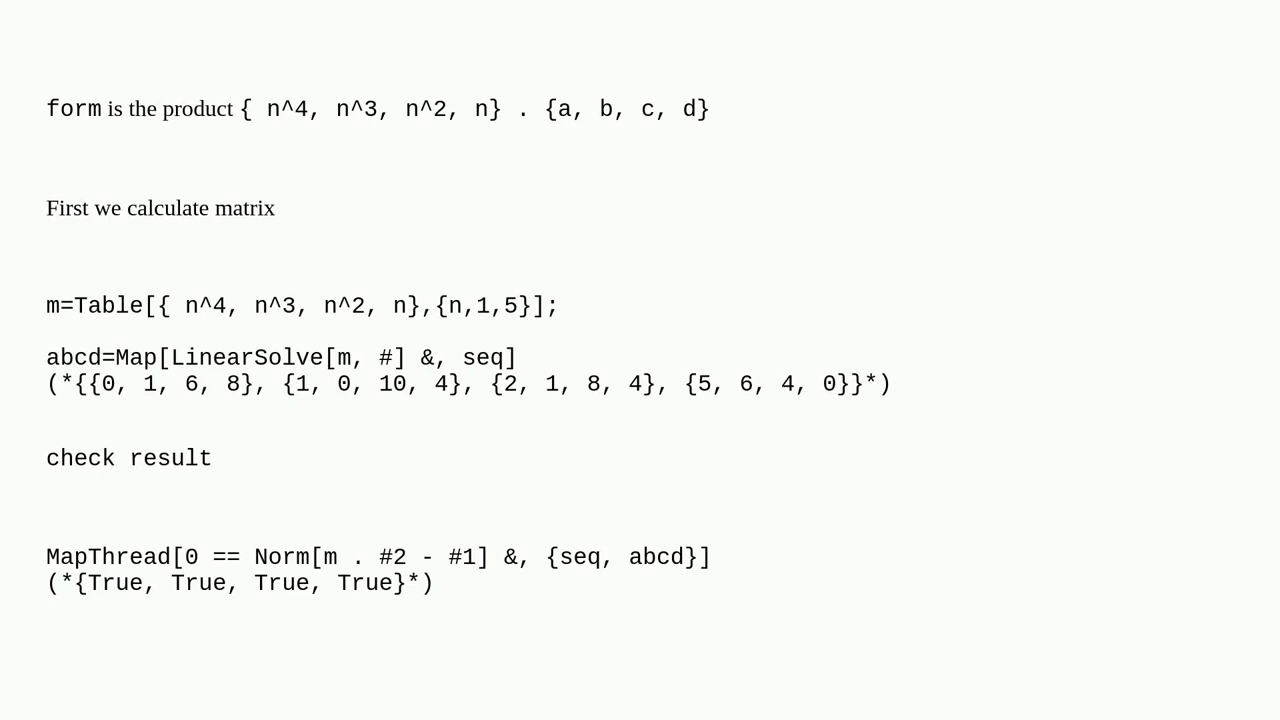 form is the product { n^4, n^3, n^2, n} . {a, b, c, d}
First we calculate matrix
m=Table[{ n^4, n^3, n^2, n},{n,1,5}];
abcd=Map[LinearSolve[m, #] &, seq]
(*{{0, 1, 6, 8}, {1, 0, 10, 4}, {2, 1, 8, 4}, {5, 6, 4, 0}}*)
check result
MapThread[0 == Norm[m . #2 - #1] &, {seq, abcd}]
(*{True, True, True, True}*)